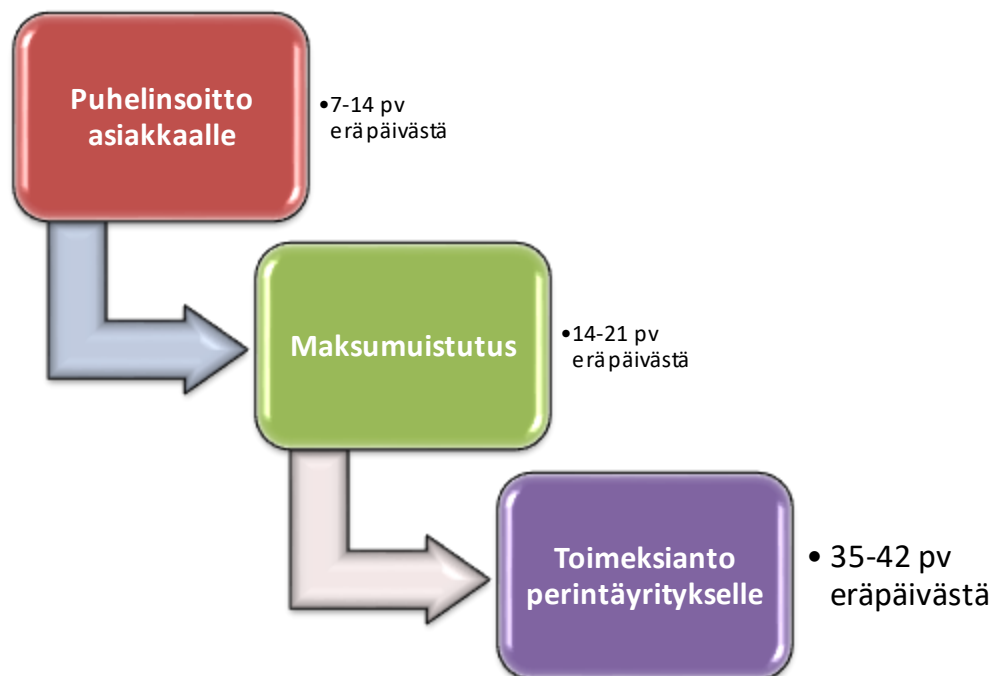 Puhelinsoitto
asiakkaalle
•7-14 pv
eräpäivästä
Maksumuistutus
•14-21 pv
eräpäivästä
Toimeksianto
perintäyritykselle
• 35-42 pv
eräpäivästä